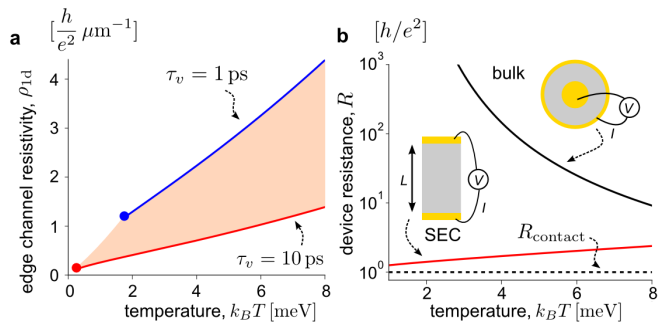 a
[h/e² μm⁻¹]
edge channel resistivity, ρ1d
4
3
2
1
0
τv = 1 ps
τv = 10 ps
0 2 4 6 8
temperature, kBT [meV]
b
[h/e²]
device resistance, R
10³
10²
10¹
10⁰
bulk
V
I
L
V
I
SEC
Rcontact
2 4 6 8
temperature, kBT [meV]